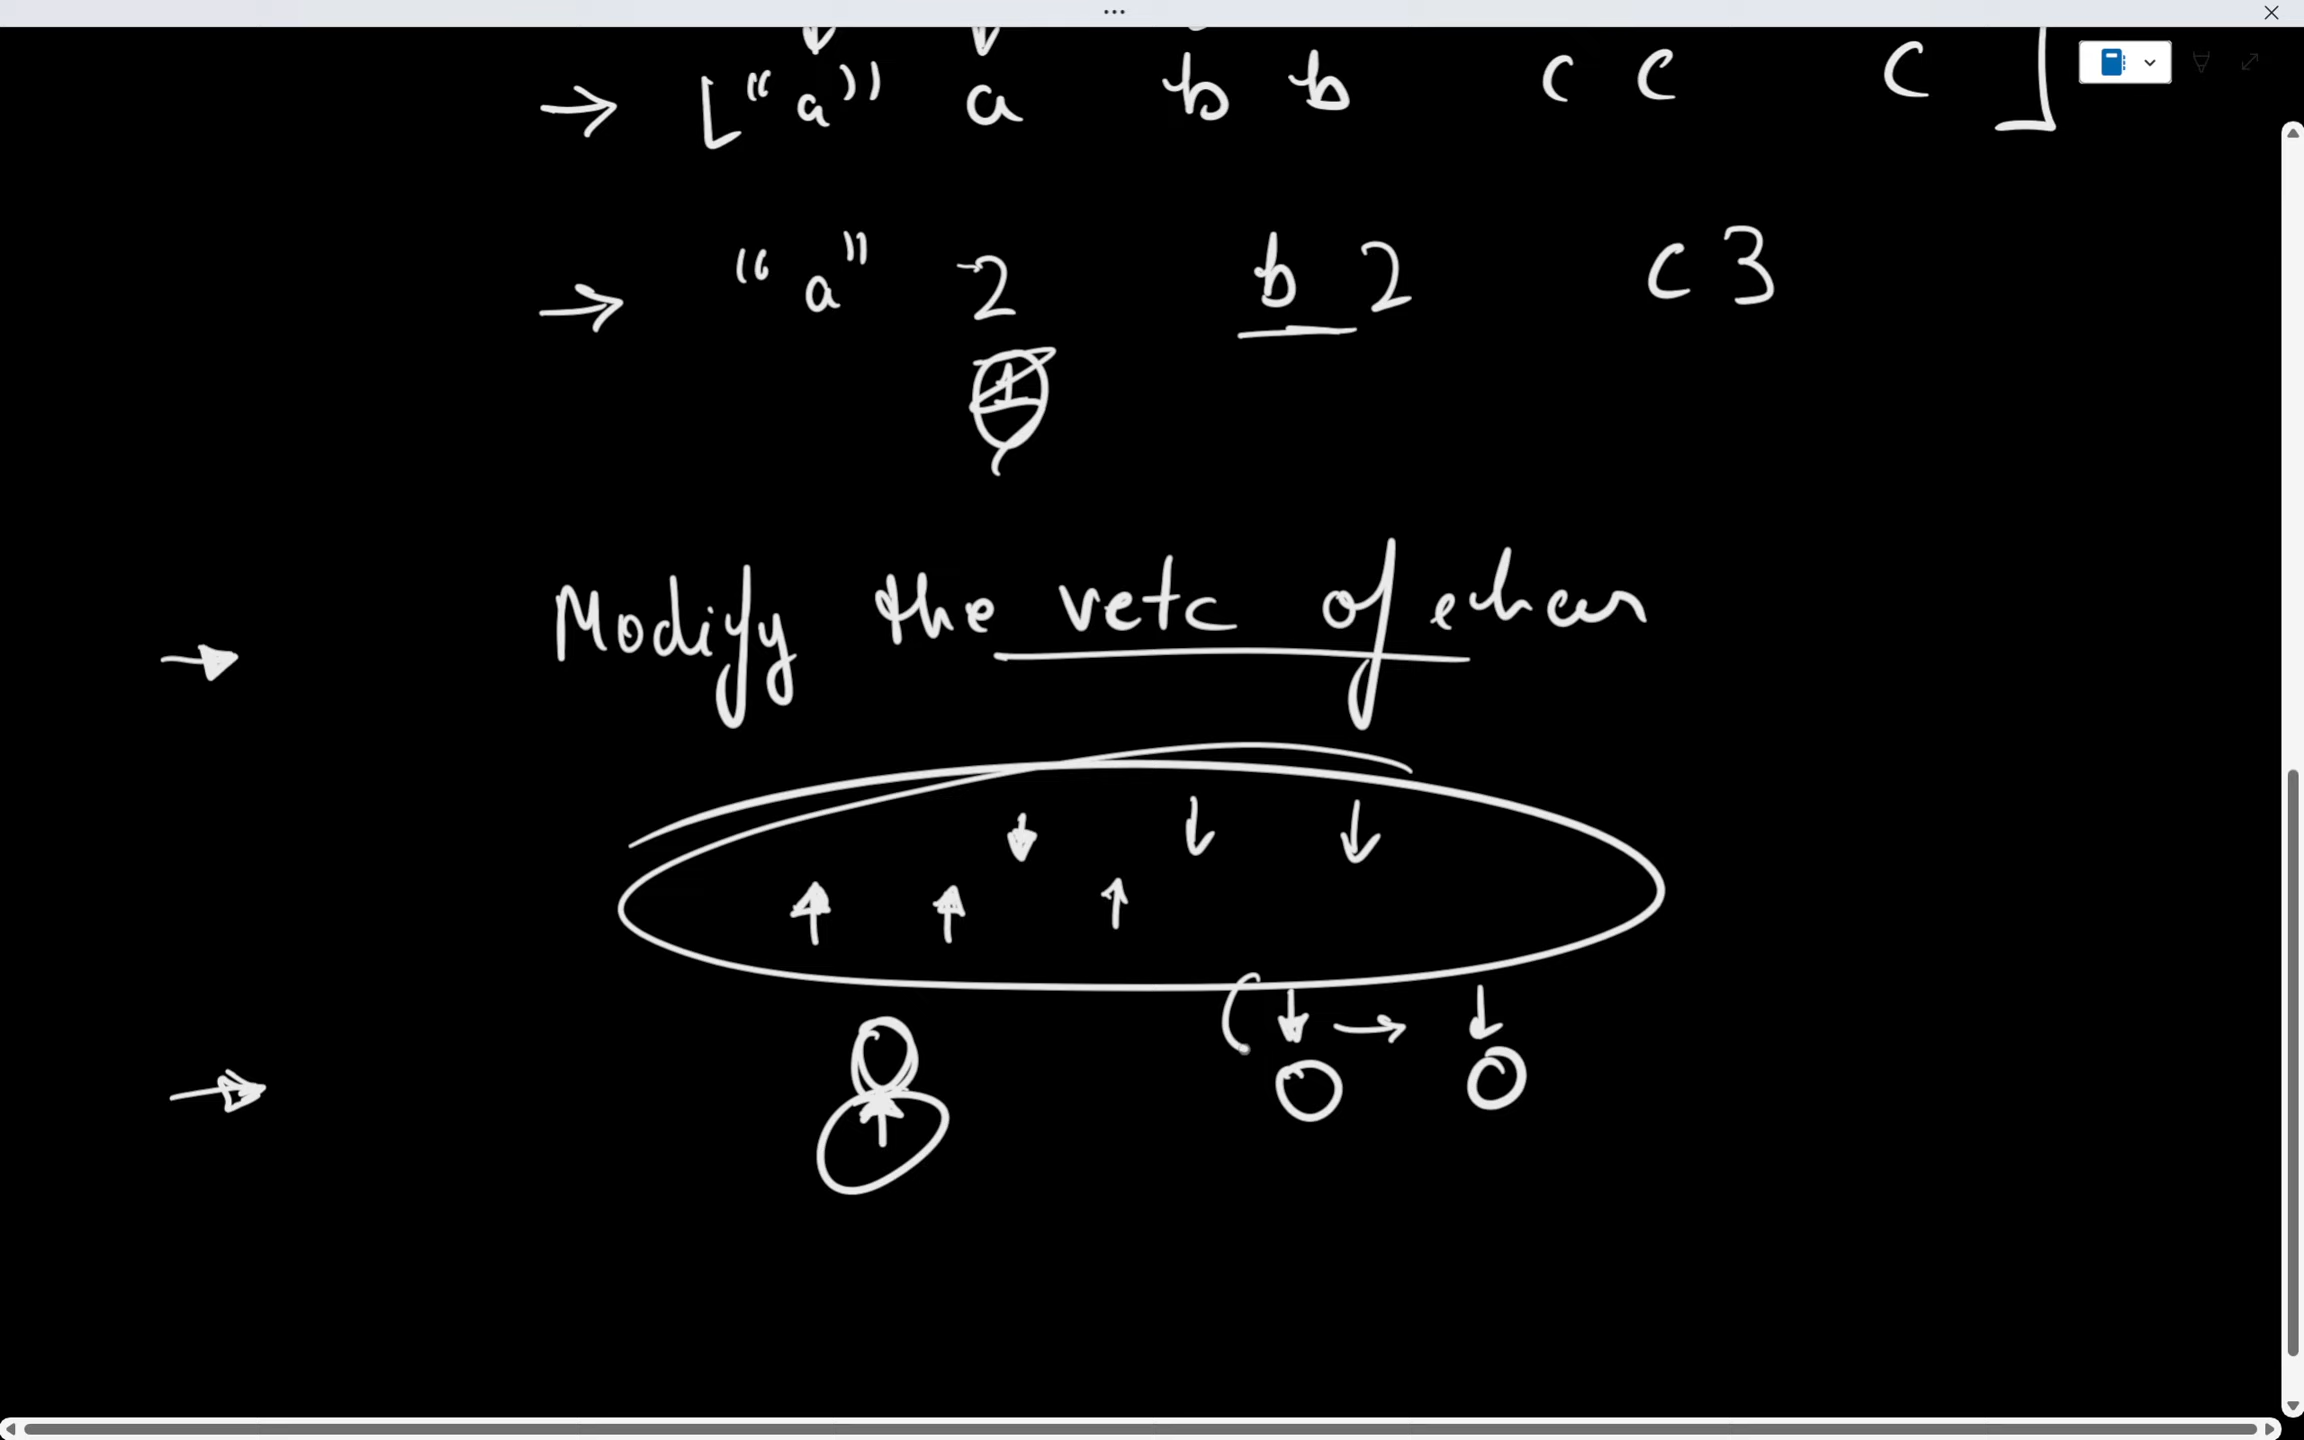 → ["a" a b b c c c ]
→ "a" 2 b 2 c 3
→ Modify the vetc of char